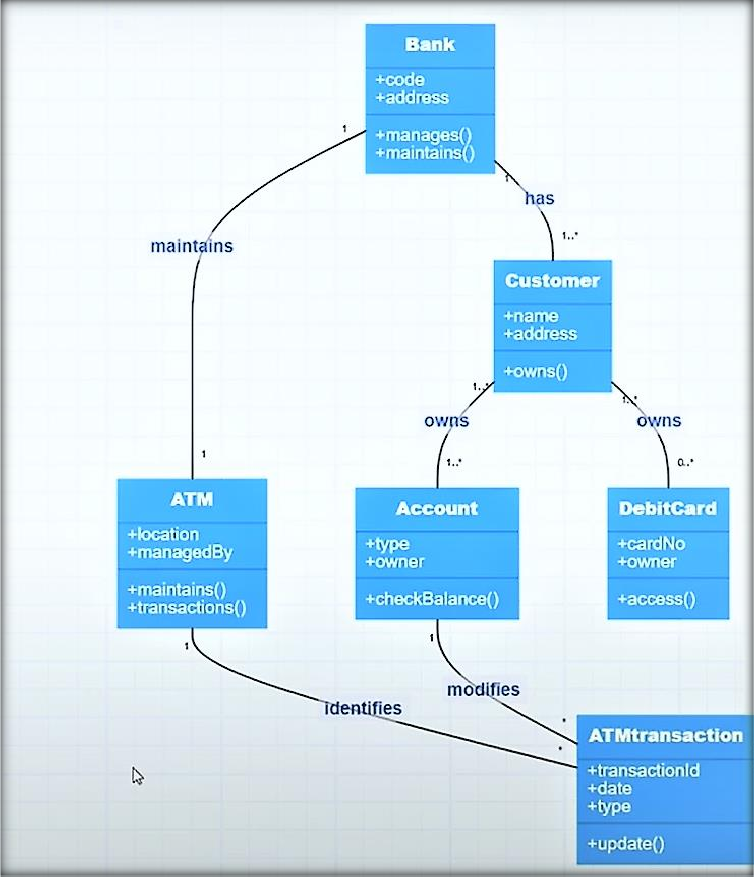 Bank
+code
+address
+manages()
+maintains()
1
1
has
1..*
maintains
Customer
+name
+address
+owns()
1..*
1..*
owns
owns
1
1..*
0..*
ATM
+location
+managedBy
+maintains()
+transactions()
Account
+type
+owner
+checkBalance()
DebitCard
+cardNo
+owner
+access()
1
1
modifies
identifies
*
*
ATMtransaction
+transactionId
+date
+type
+update()